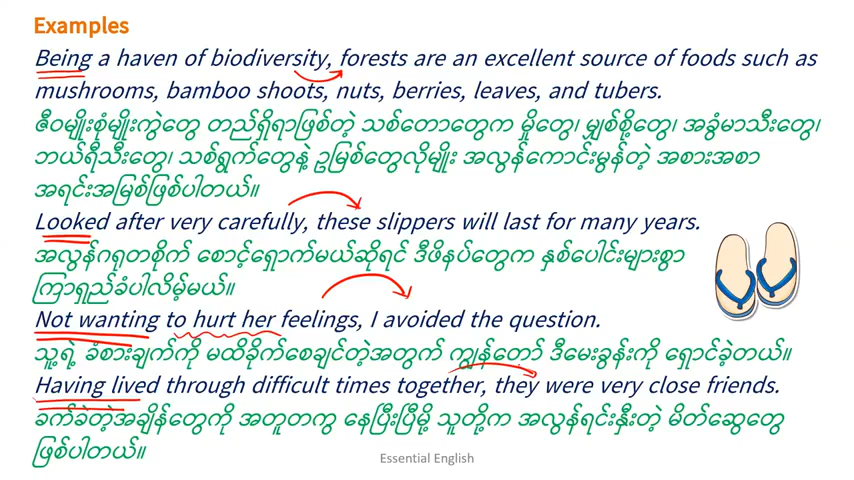 Examples
Being a haven of biodiversity, forests are an excellent source of foods such as
mushrooms, bamboo shoots, nuts, berries, leaves, and tubers.
ဇီဝမျိုးစုံမျိုးကွဲတွေ တည်ရှိရာဖြစ်တဲ့ သစ်တောတွေက မှိုတွေ၊ မျှစ်စို့တွေ၊ အခွံမာသီးတွေ၊
ဘယ်ရီသီးတွေ၊ သစ်ရွက်တွေနဲ့ ဥမြစ်တွေလိုမျိုး အလွန်ကောင်းမွန်တဲ့ အစားအစာ
အရင်းအမြစ်ဖြစ်ပါတယ်။
Looked after very carefully, these slippers will last for many years.
အလွန်ဂရုတစိုက် စောင့်ရှောက်မယ်ဆိုရင် ဒီဖိနပ်တွေက နှစ်ပေါင်းများစွာ
ကြာရှည်ခံပါလိမ့်မယ်။
Not wanting to hurt her feelings, I avoided the question.
သူ့ရဲ့ ခံစားချက်ကို မထိခိုက်စေချင်တဲ့အတွက် ကျွန်တော် ဒီမေးခွန်းကို ရှောင်ခဲ့တယ်။
Having lived through difficult times together, they were very close friends.
ခက်ခဲတဲ့အချိန်တွေကို အတူတကွ နေပြီးပြီမို့ သူတို့က အလွန်ရင်းနှီးတဲ့ မိတ်ဆွေတွေ
ဖြစ်ပါတယ်။
Essential English